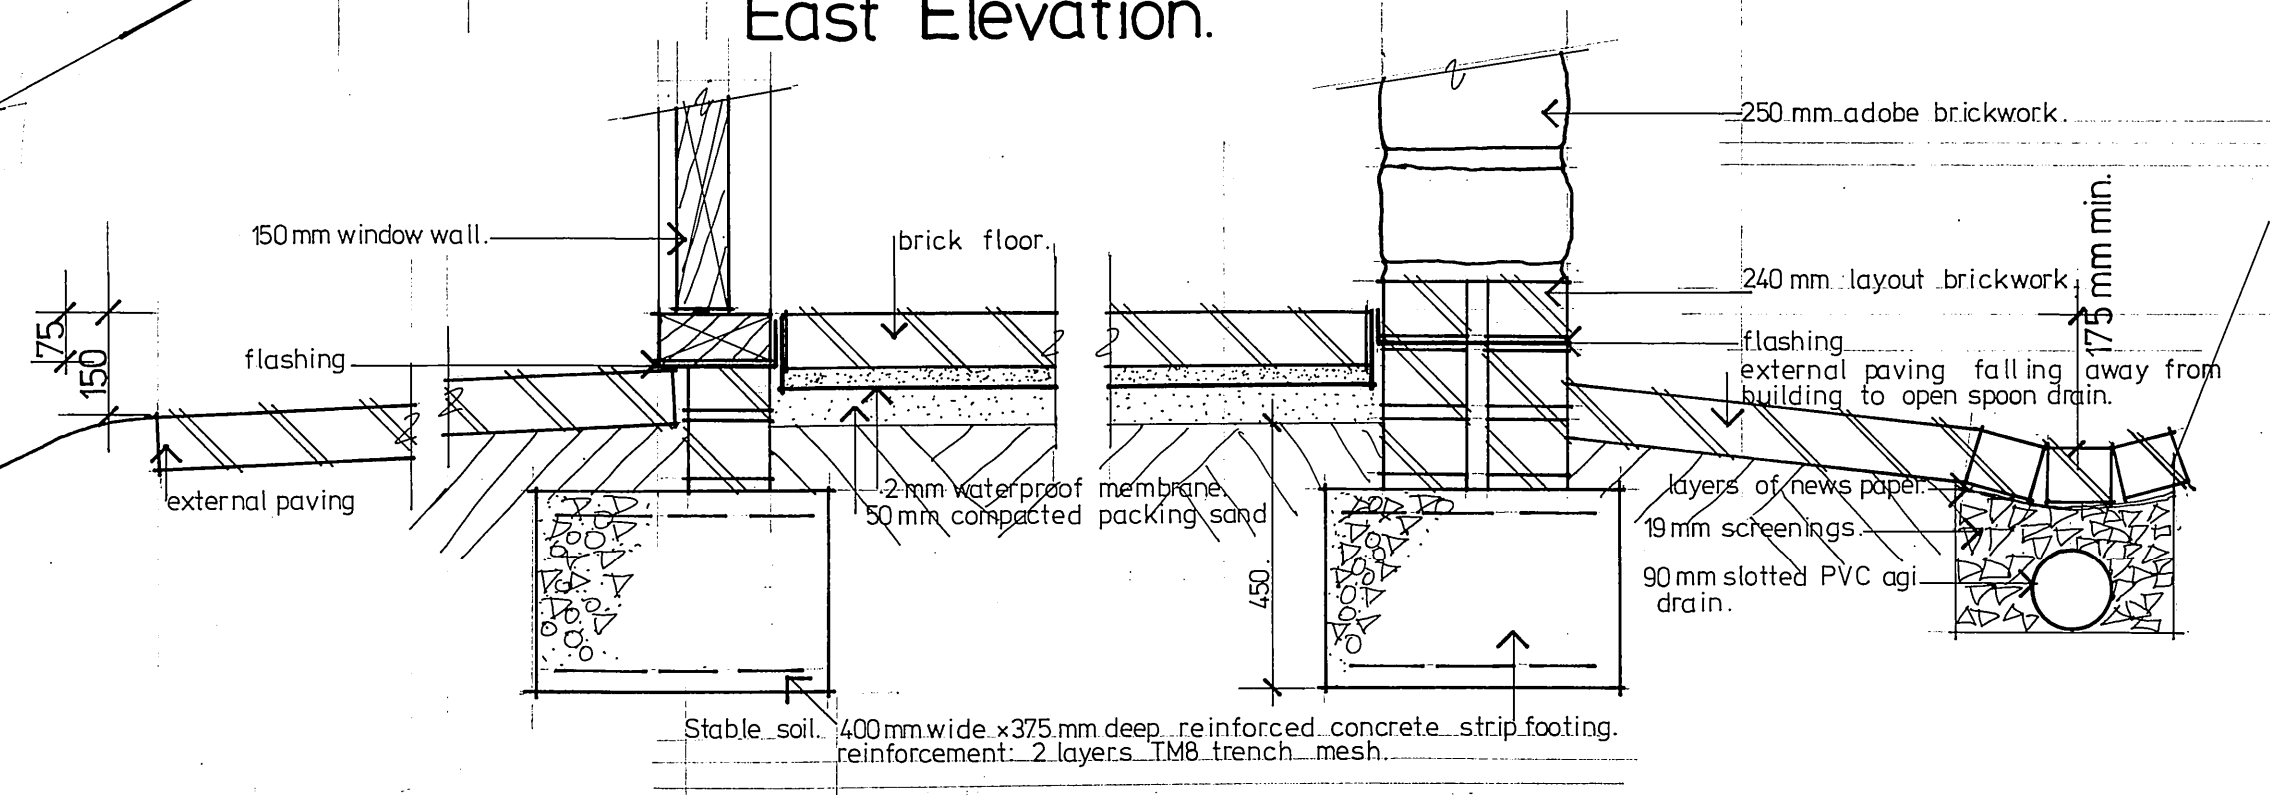 East Elevation.
250 mm adobe brickwork.
175 mm min.
150 mm window wall.
brick floor.
240 mm layout brickwork
75
150
flashing
flashing
external paving falling away from
building to open spoon drain.
external paving
.2 mm waterproof membrane.
50 mm compacted packing sand
layers of news paper.
19 mm screenings.
450
90 mm slotted PVC agi
drain.
Stable soil.
400 mm wide x 375 mm deep reinforced concrete strip footing.
reinforcement: 2 layers TM8 trench mesh.